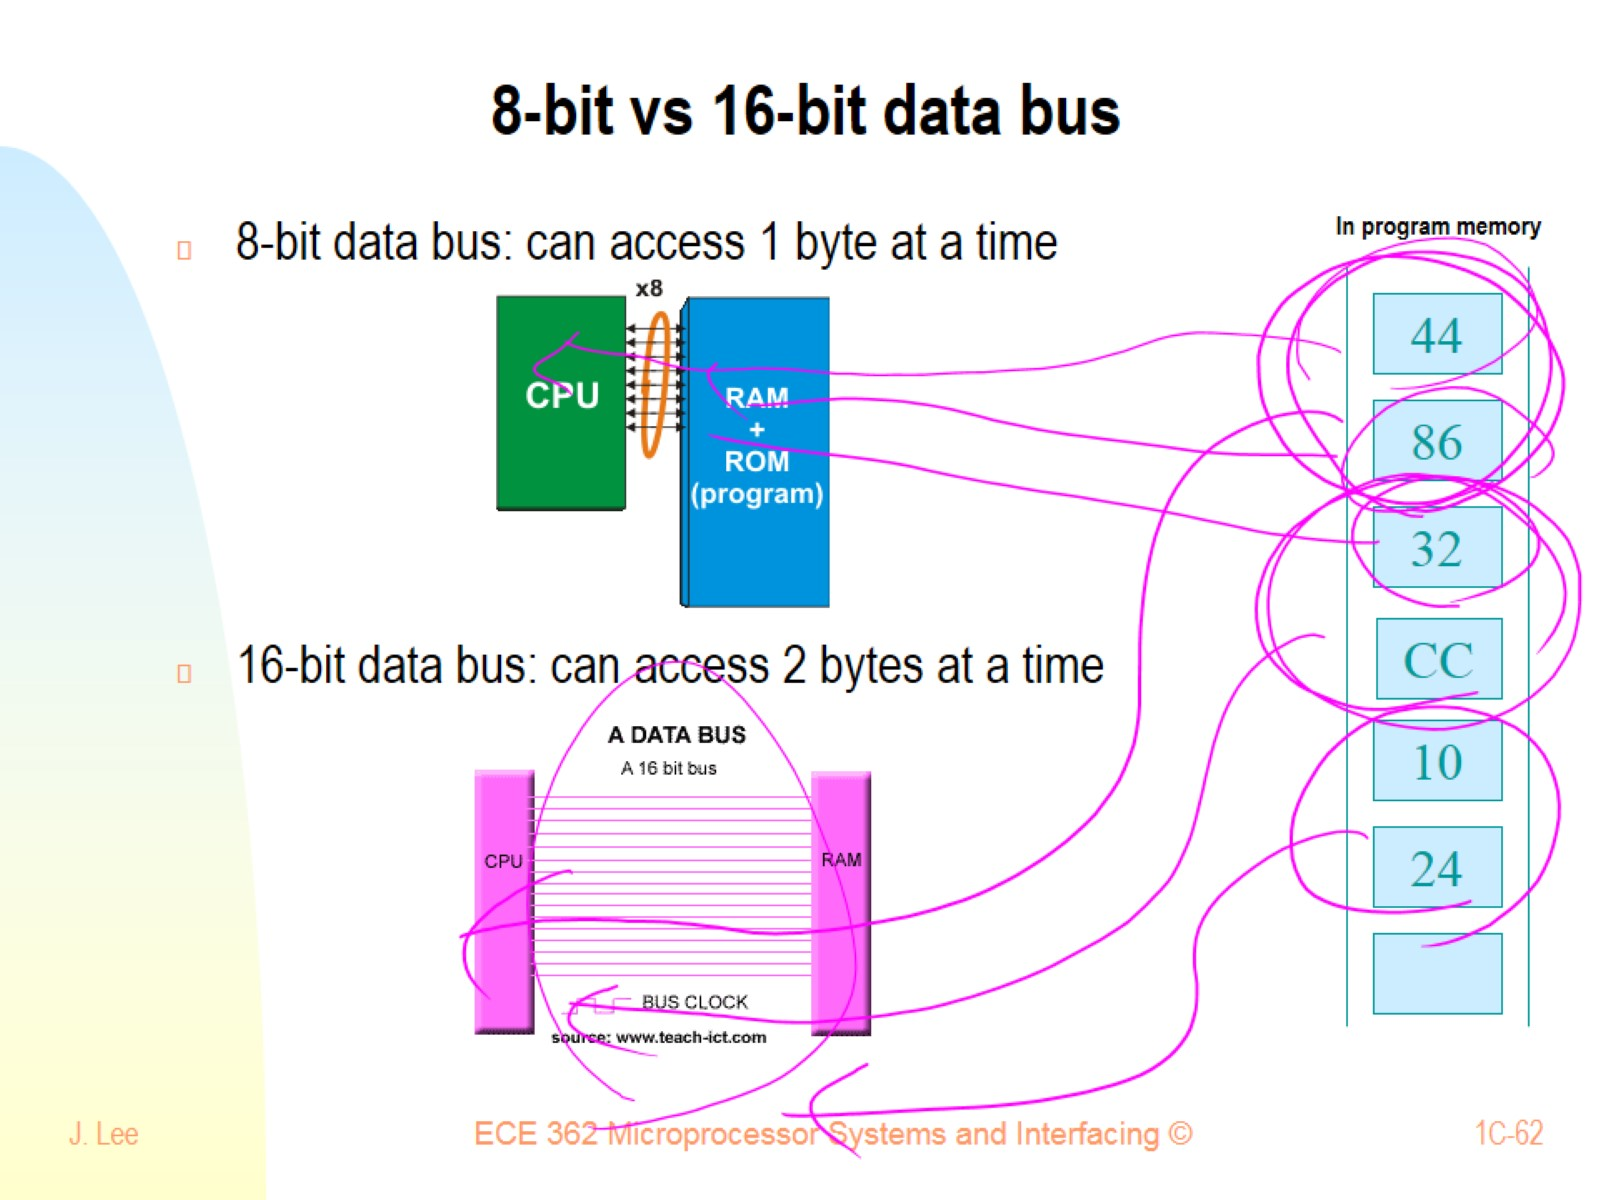 8-bit vs 16-bit data bus
8-bit data bus: can access 1 byte at a time
x8
CPU
RAM
+
ROM
(program)
16-bit data bus: can access 2 bytes at a time
A DATA BUS
A 16 bit bus
CPU
RAM
BUS CLOCK
source: www.teach-ict.com
In program memory
44
86
32
CC
10
24
J. Lee
ECE 362 Microprocessor Systems and Interfacing ©
1C-62